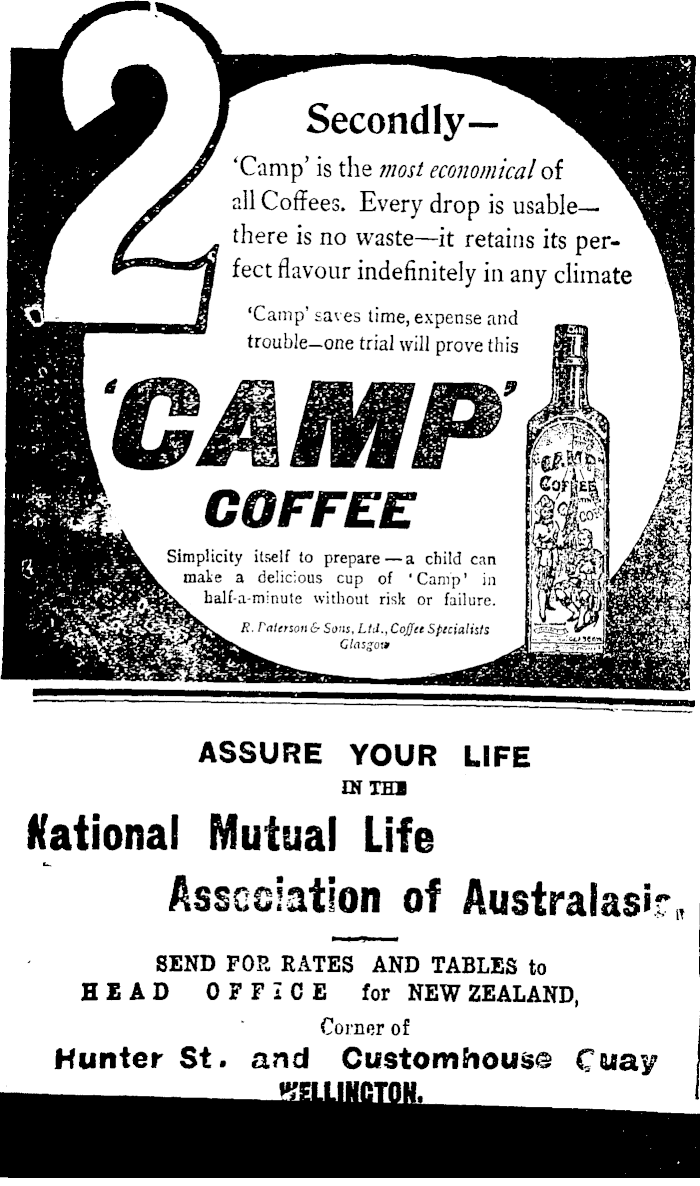 2
Secondly—
'Camp' is the most economical of
all Coffees. Every drop is usable—
there is no waste—it retains its per-
fect flavour indefinitely in any climate
'Camp' saves time, expense and
trouble—one trial will prove this
'CAMP'
COFFEE
CAMP
COFFEE
Simplicity itself to prepare—a child can
make a delicious cup of 'Camp' in
half-a-minute without risk or failure.
R. Paterson & Sons, Ltd., Coffee Specialists
Glasgow
GLASGOW
ASSURE YOUR LIFE
IN THE
National Mutual Life
Association of Australasia,
SEND FOR RATES AND TABLES to
HEAD OFFICE for NEW ZEALAND,
Corner of
Hunter St. and Customhouse Quay
WELLINGTON.